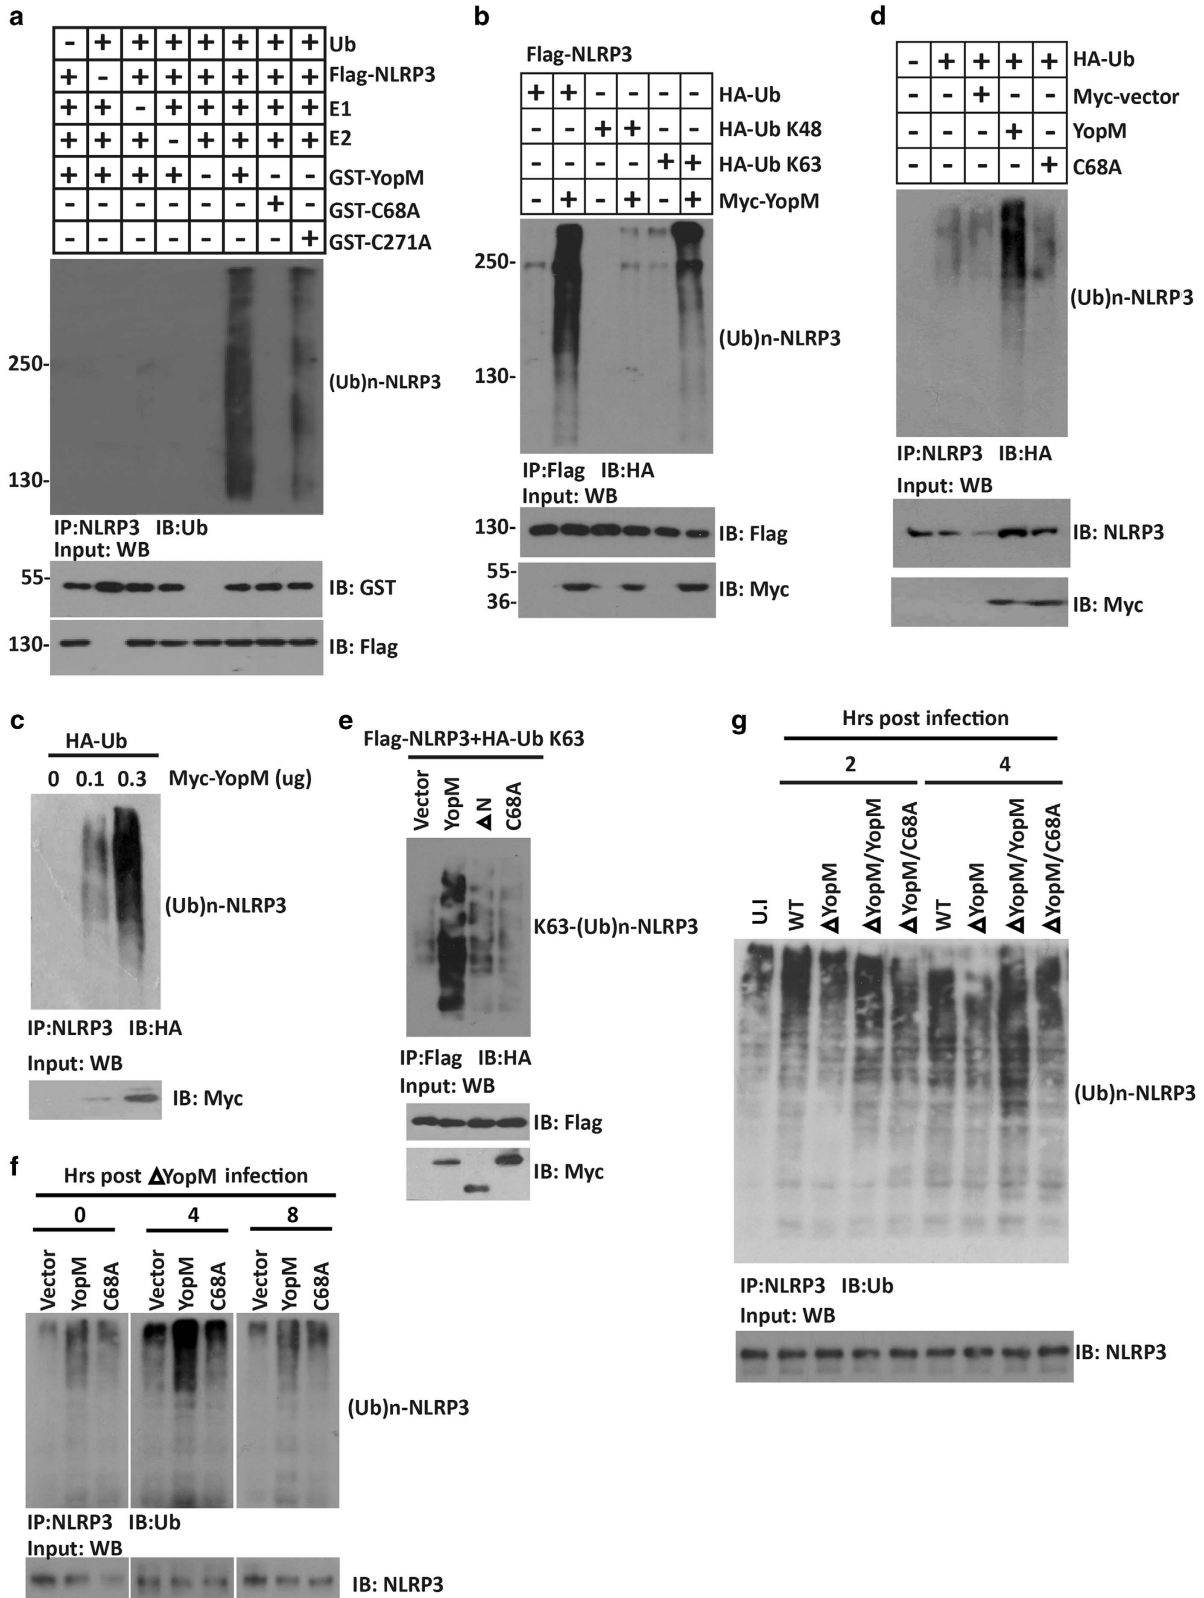 a
- + + + + + + + Ub
+ - + + + + + + Flag-NLRP3
+ + - + + + + + E1
+ + + - + + + + E2
+ + + + - + - - GST-YopM
- - - - - - + - GST-C68A
- - - - - - - + GST-C271A
250-
(Ub)n-NLRP3
130-
IP:NLRP3 IB:Ub
Input: WB
55-
IB: GST
130-
IB: Flag
b
Flag-NLRP3
+ + - - - - HA-Ub
- - + + - - HA-Ub K48
- - - - + + HA-Ub K63
- + - + - + Myc-YopM
250-
(Ub)n-NLRP3
130-
IP:Flag IB:HA
Input: WB
130-
IB: Flag
55-
IB: Myc
36-
d
- + + + + HA-Ub
- - + - - Myc-vector
- - - + - YopM
- - - - + C68A
(Ub)n-NLRP3
IP:NLRP3 IB:HA
Input: WB
IB: NLRP3
IB: Myc
c
HA-Ub
0 0.1 0.3 Myc-YopM (ug)
(Ub)n-NLRP3
IP:NLRP3 IB:HA
Input: WB
IB: Myc
e
Flag-NLRP3+HA-Ub K63
Vector YopM ΔN C68A
K63-(Ub)n-NLRP3
IP:Flag IB:HA
Input: WB
IB: Flag
IB: Myc
g
Hrs post infection
2 4
U.I WT ΔYopM ΔYopM/YopM ΔYopM/C68A WT ΔYopM ΔYopM/YopM ΔYopM/C68A
(Ub)n-NLRP3
IP:NLRP3 IB:Ub
Input: WB
IB: NLRP3
f
Hrs post ΔYopM infection
0 4 8
Vector YopM C68A Vector YopM C68A Vector YopM C68A
(Ub)n-NLRP3
IP:NLRP3 IB:Ub
Input: WB
IB: NLRP3